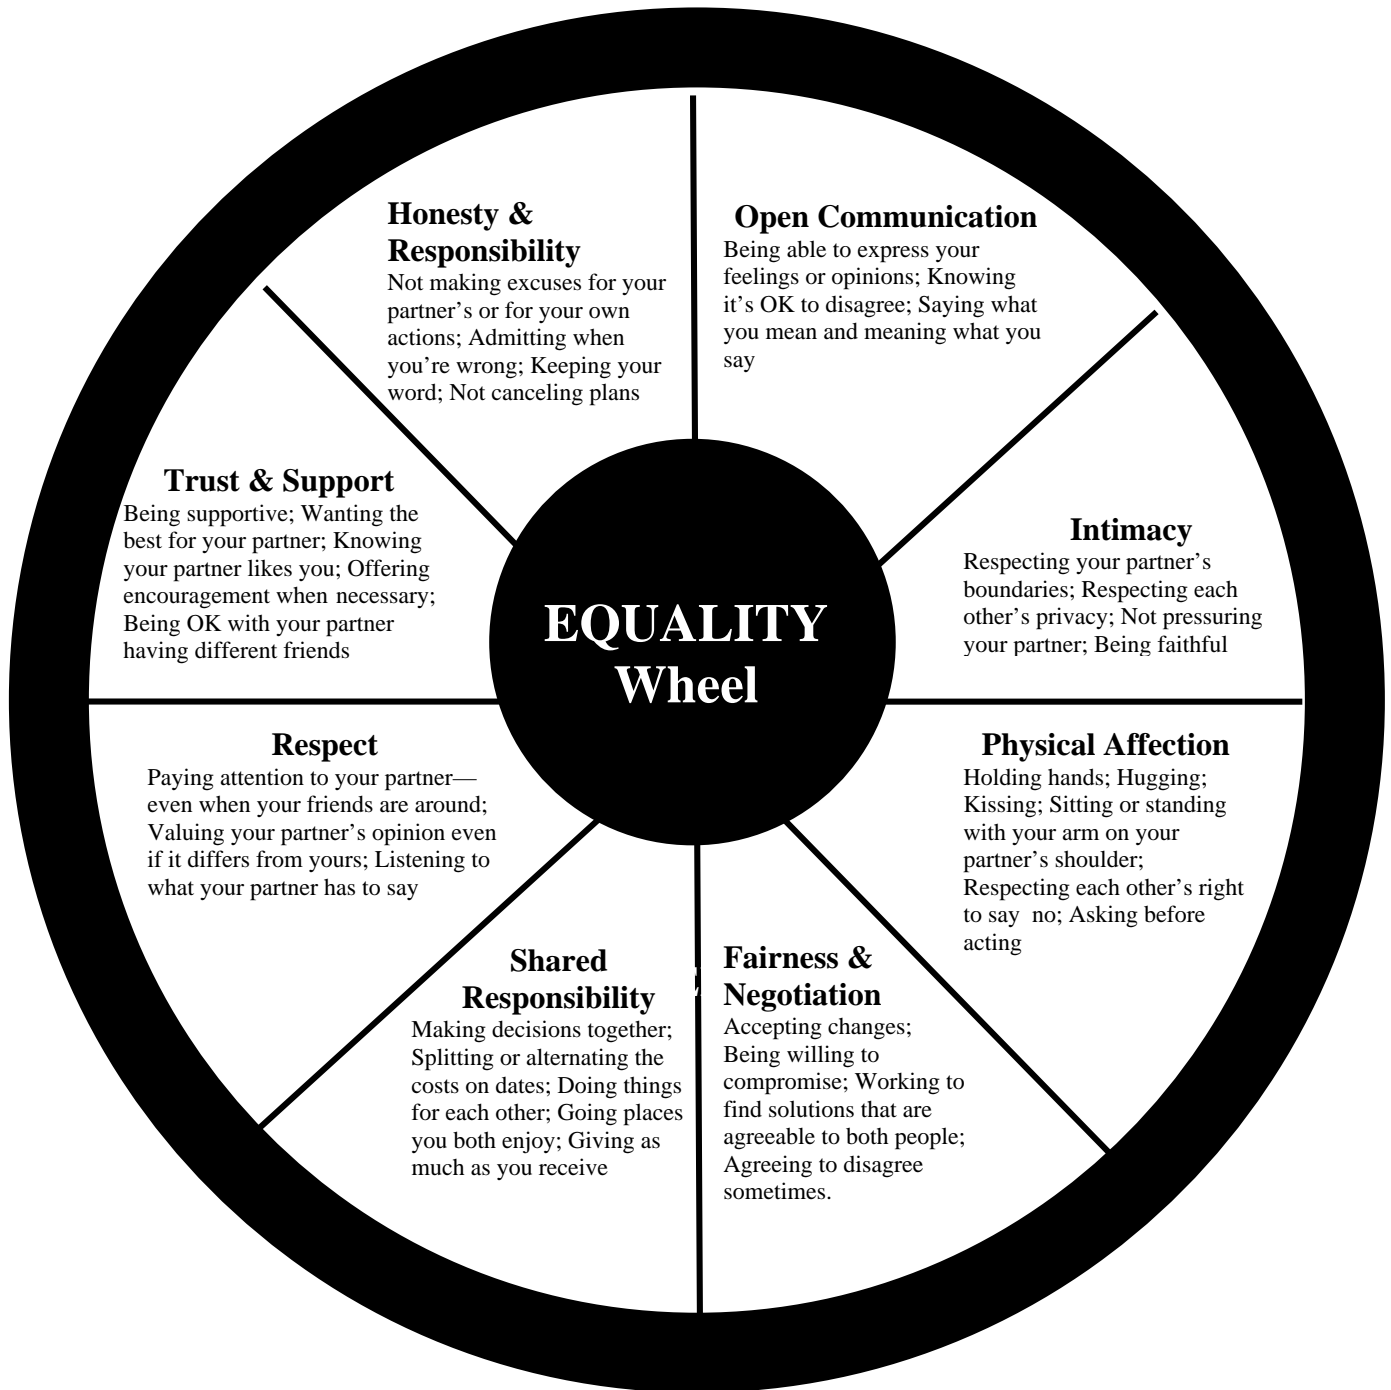 Honesty &
Responsibility
Not making excuses for your
partner’s or for your own
actions; Admitting when
you’re wrong; Keeping your
word; Not canceling plans
Open Communication
Being able to express your
feelings or opinions; Knowing
it’s OK to disagree; Saying what
you mean and meaning what you
say
Trust & Support
Being supportive; Wanting the
best for your partner; Knowing
your partner likes you; Offering
encouragement when necessary;
Being OK with your partner
having different friends
EQUALITY
Wheel
Intimacy
Respecting your partner’s
boundaries; Respecting each
other’s privacy; Not pressuring
your partner; Being faithful
Respect
Paying attention to your partner—
even when your friends are around;
Valuing your partner’s opinion even
if it differs from yours; Listening to
what your partner has to say
Physical Affection
Holding hands; Hugging;
Kissing; Sitting or standing
with your arm on your
partner’s shoulder;
Respecting each other’s right
to say  no; Asking before
acting
Shared
Responsibility
Making decisions together;
Splitting or alternating the
costs on dates; Doing things
for each other; Going places
you both enjoy; Giving as
much as you receive
Fairness &
Negotiation
Accepting changes;
Being willing to
compromise; Working to
find solutions that are
agreeable to both people;
Agreeing to disagree
sometimes.